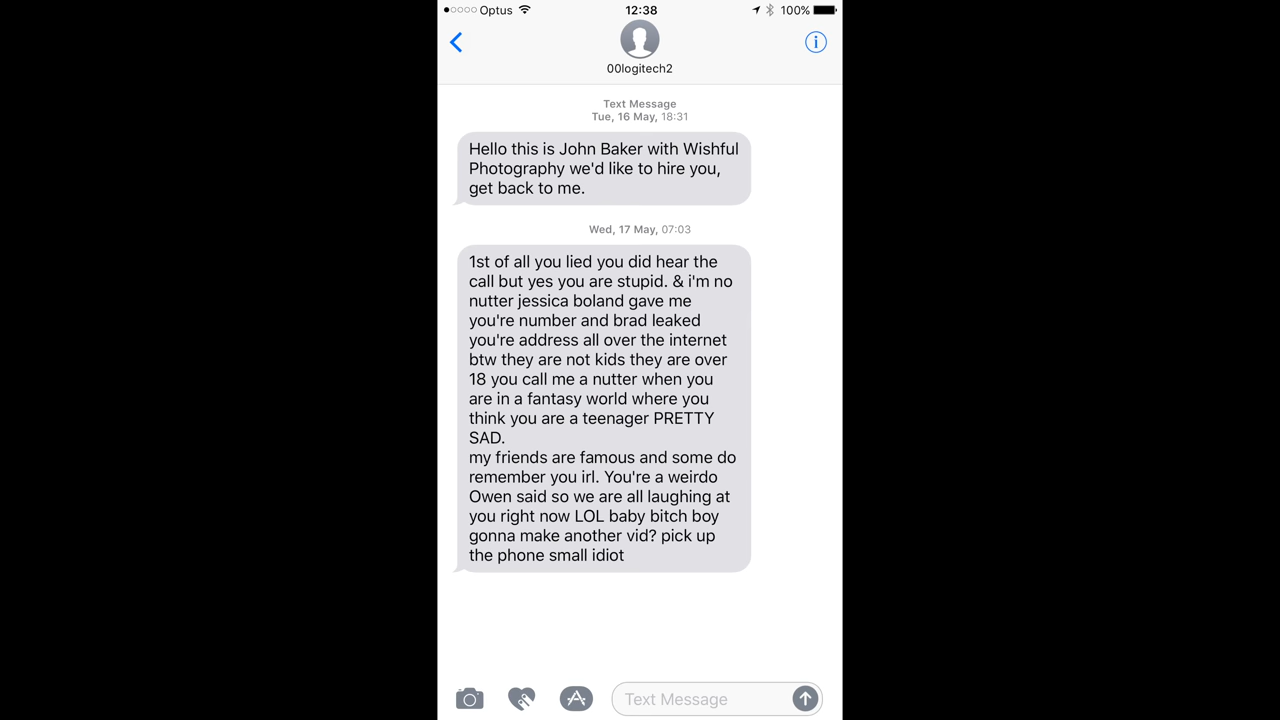 Optus 12:38 100%
00logitech2
Text Message
Tue, 16 May, 18:31
Hello this is John Baker with Wishful
Photography we'd like to hire you,
get back to me.
Wed, 17 May, 07:03
1st of all you lied you did hear the
call but yes you are stupid. & i'm no
nutter jessica boland gave me
you're number and brad leaked
you're address all over the internet
btw they are not kids they are over
18 you call me a nutter when you
are in a fantasy world where you
think you are a teenager PRETTY
SAD.
my friends are famous and some do
remember you irl. You're a weirdo
Owen said so we are all laughing at
you right now LOL baby bitch boy
gonna make another vid? pick up
the phone small idiot
Text Message